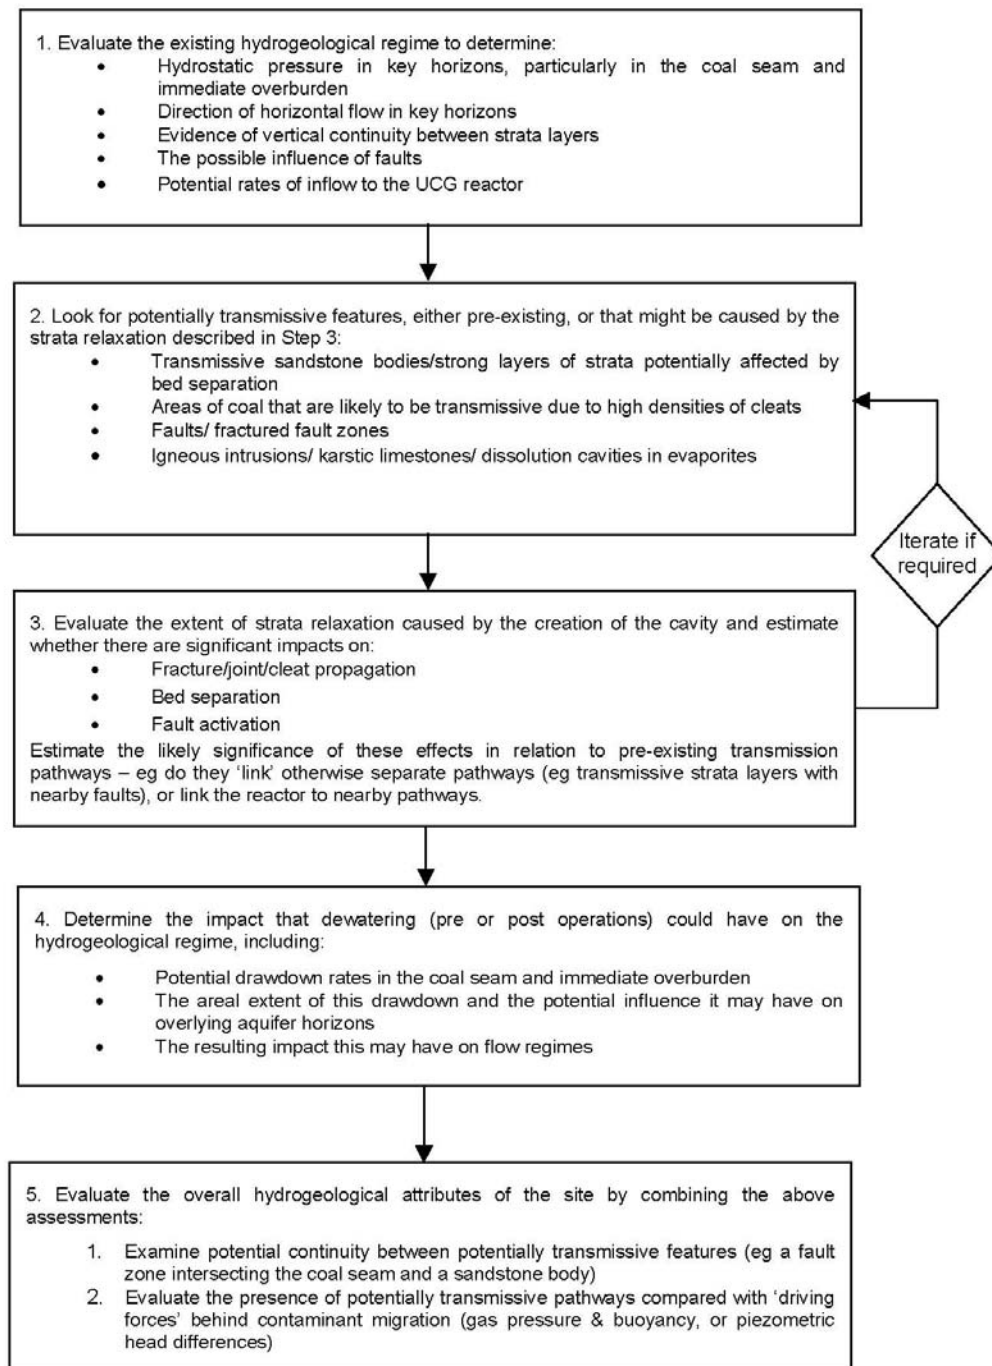 1. Evaluate the existing hydrogeological regime to determine:
• Hydrostatic pressure in key horizons, particularly in the coal seam and
immediate overburden
• Direction of horizontal flow in key horizons
• Evidence of vertical continuity between strata layers
• The possible influence of faults
• Potential rates of inflow to the UCG reactor
2. Look for potentially transmissive features, either pre-existing, or that might be caused by the
strata relaxation described in Step 3:
• Transmissive sandstone bodies/strong layers of strata potentially affected by
bed separation
• Areas of coal that are likely to be transmissive due to high densities of cleats
• Faults/ fractured fault zones
• Igneous intrusions/ karstic limestones/ dissolution cavities in evaporites
Iterate if
required
3. Evaluate the extent of strata relaxation caused by the creation of the cavity and estimate
whether there are significant impacts on:
• Fracture/joint/cleat propagation
• Bed separation
• Fault activation
Estimate the likely significance of these effects in relation to pre-existing transmission
pathways – eg do they ‘link’ otherwise separate pathways (eg transmissive strata layers with
nearby faults), or link the reactor to nearby pathways.
4. Determine the impact that dewatering (pre or post operations) could have on the
hydrogeological regime, including:
• Potential drawdown rates in the coal seam and immediate overburden
• The areal extent of this drawdown and the potential influence it may have on
overlying aquifer horizons
• The resulting impact this may have on flow regimes
5. Evaluate the overall hydrogeological attributes of the site by combining the above
assessments:
1. Examine potential continuity between potentially transmissive features (eg a fault
zone intersecting the coal seam and a sandstone body)
2. Evaluate the presence of potentially transmissive pathways compared with ‘driving
forces’ behind contaminant migration (gas pressure & buoyancy, or piezometric
head differences)